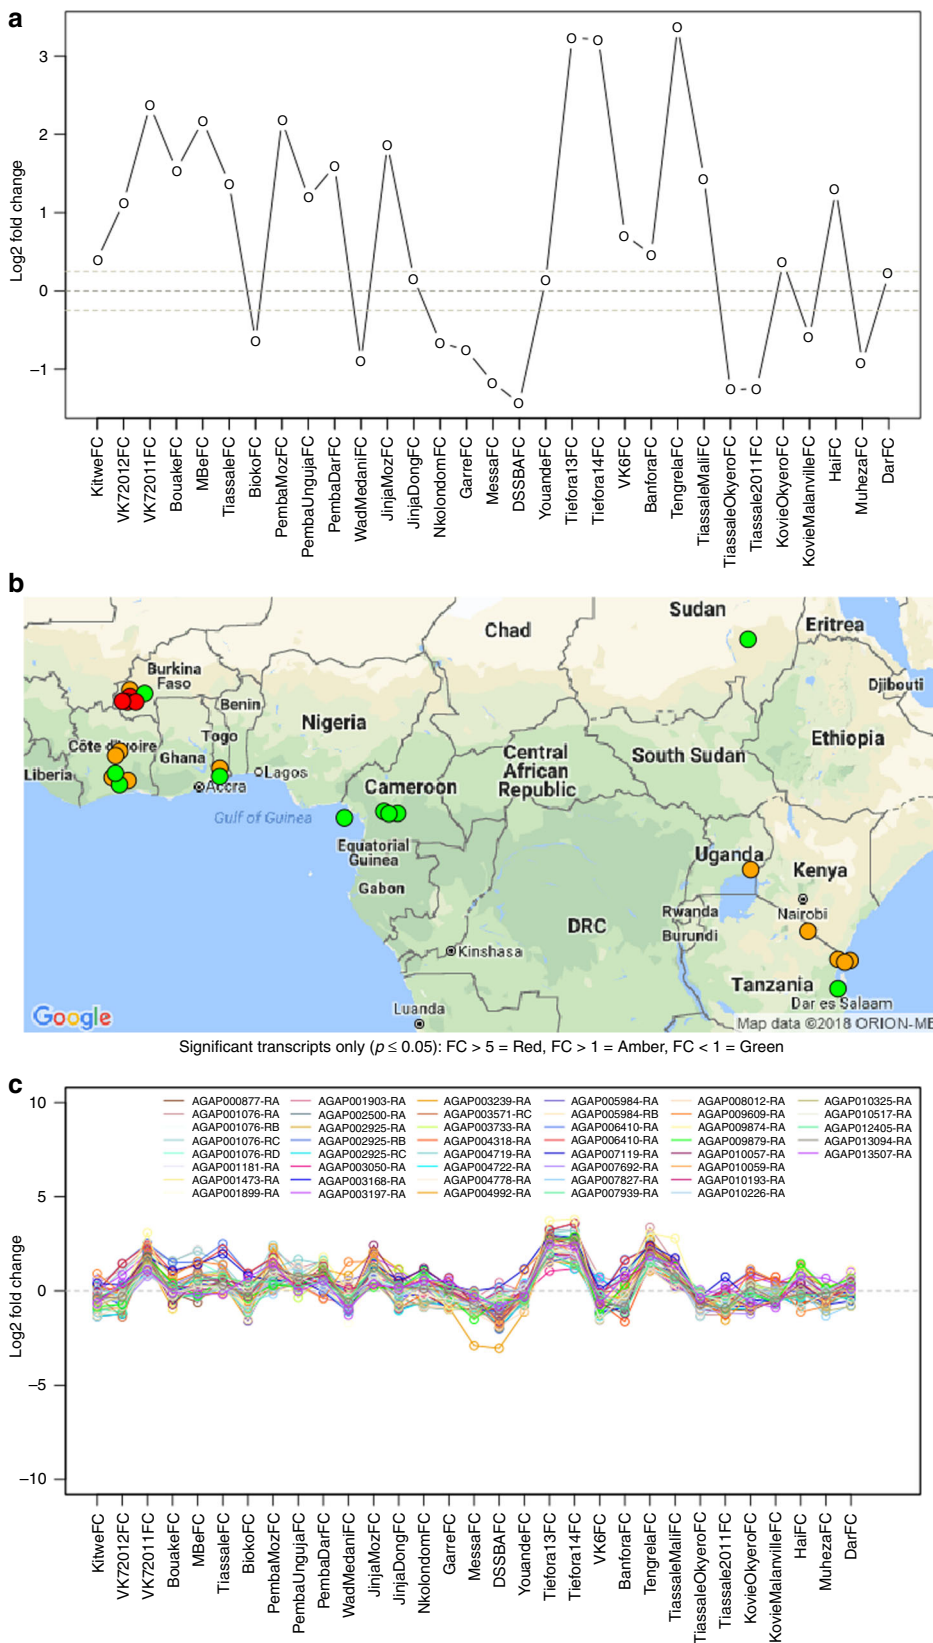 a
Log2 fold change
3
2
1
0
−1
KitweFC
VK72012FC
VK72011FC
BouakeFC
MBeFC
TiassaleFC
BiokoFC
PembaMozFC
PembaUngujaFC
PembaDarFC
WadMedaniFC
JinjaMozFC
JinjaDongFC
NkolondomFC
GarreFC
MessaFC
DSSBAFC
YouandeFC
Tiefora13FC
Tiefora14FC
VK6FC
BanforaFC
TengrelaFC
TiassaleMaliFC
TiassaleOkyeroFC
Tiassale2011FC
KovieOkyeroFC
KovieMalanvilleFC
HaiFC
MuhezaFC
DarFC
b
Sudan
Chad
Eritrea
Burkina
Faso
Djibouti
Benin
Nigeria
Togo
Côte d'Ivoire
Ghana
Ethiopia
Central
African
Republic
South Sudan
Liberia
Lagos
Accra
Cameroon
Gulf of Guinea
Equatorial
Guinea
Uganda
Kenya
Gabon
Rwanda
Nairobi
DRC
Burundi
Kinshasa
Tanzania
Dar es Salaam
Luanda
Google
Map data ©2018 ORION-ME
Significant transcripts only (p ≤ 0.05): FC > 5 = Red, FC > 1 = Amber, FC < 1 = Green
c
Log2 fold change
10
5
0
−5
−10
AGAP000877-RA
AGAP001076-RA
AGAP001076-RB
AGAP001076-RC
AGAP001076-RD
AGAP001181-RA
AGAP001473-RA
AGAP001899-RA
AGAP001903-RA
AGAP002500-RA
AGAP002925-RA
AGAP002925-RB
AGAP002925-RC
AGAP003050-RA
AGAP003168-RA
AGAP003197-RA
AGAP003239-RA
AGAP003571-RC
AGAP003733-RA
AGAP004318-RA
AGAP004719-RA
AGAP004722-RA
AGAP004778-RA
AGAP004992-RA
AGAP005984-RA
AGAP005984-RB
AGAP006410-RA
AGAP006410-RA
AGAP007119-RA
AGAP007692-RA
AGAP007827-RA
AGAP007939-RA
AGAP008012-RA
AGAP009609-RA
AGAP009874-RA
AGAP009879-RA
AGAP010057-RA
AGAP010059-RA
AGAP010193-RA
AGAP010226-RA
AGAP010325-RA
AGAP010517-RA
AGAP012405-RA
AGAP013094-RA
AGAP013507-RA
KitweFC
VK72012FC
VK72011FC
BouakeFC
MBeFC
TiassaleFC
BiokoFC
PembaMozFC
PembaUngujaFC
PembaDarFC
WadMedaniFC
JinjaMozFC
JinjaDongFC
NkolondomFC
GarreFC
MessaFC
DSSBAFC
YouandeFC
Tiefora13FC
Tiefora14FC
VK6FC
BanforaFC
TengrelaFC
TiassaleMaliFC
TiassaleOkyeroFC
Tiassale2011FC
KovieOkyeroFC
KovieMalanvilleFC
HaiFC
MuhezaFC
DarFC